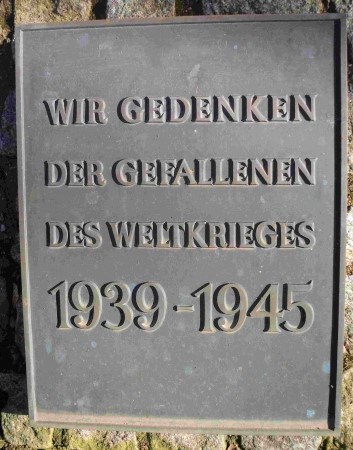 WIR GEDENKEN
DER GEFALLENEN
DES WELTKRIEGES
1939-1945